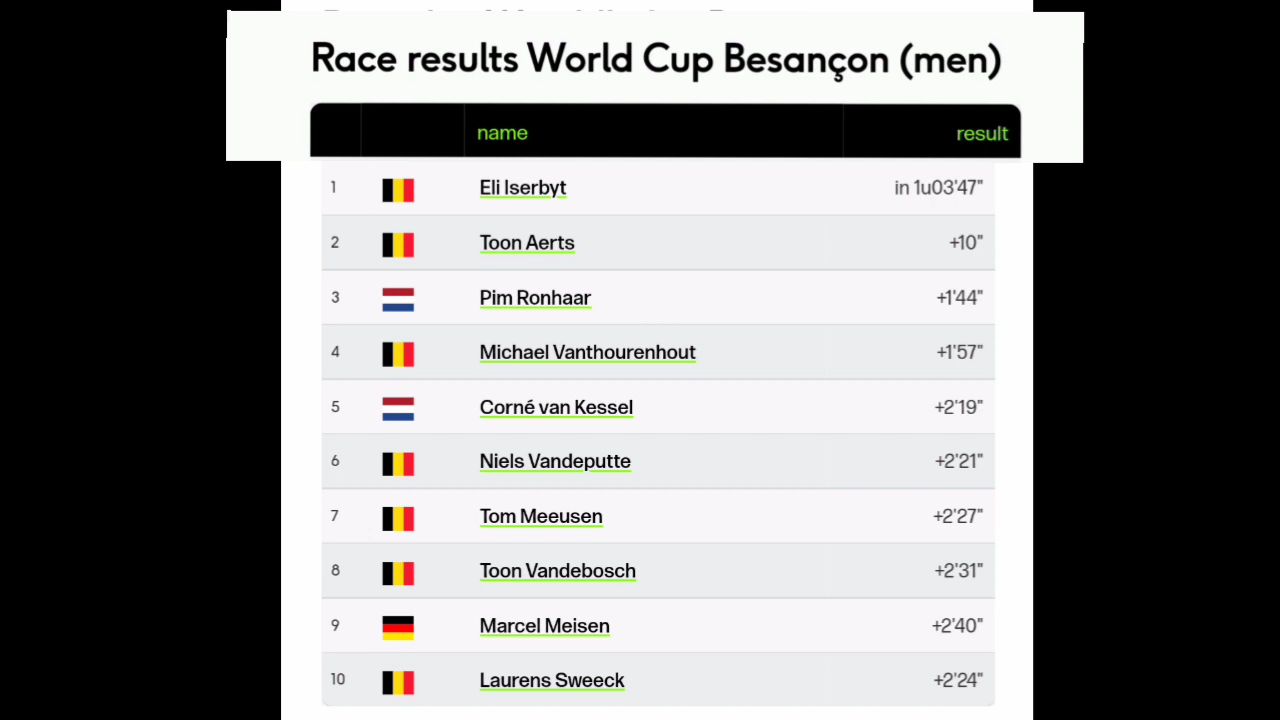 Race results World Cup Besançon (men)
name result
1 Eli Iserbyt in 1u03'47"
2 Toon Aerts +10"
3 Pim Ronhaar +1'44"
4 Michael Vanthourenhout +1'57"
5 Corné van Kessel +2'19"
6 Niels Vandeputte +2'21"
7 Tom Meeusen +2'27"
8 Toon Vandebosch +2'31"
9 Marcel Meisen +2'40"
10 Laurens Sweeck +2'24"